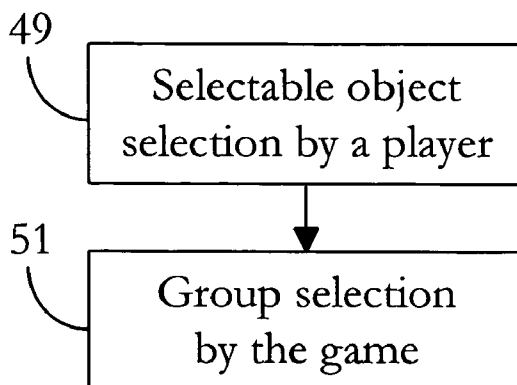 49
Selectable object
selection by a player
51
Group selection
by the game